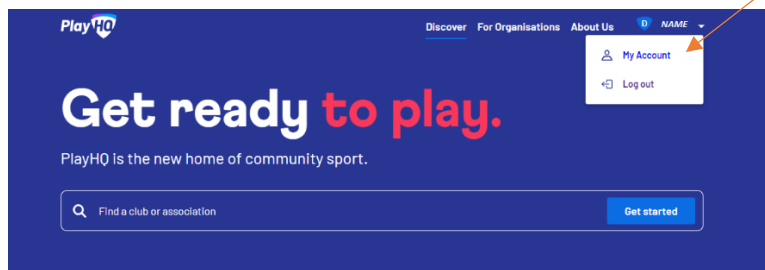 PlayHQ
Discover For Organisations About Us D NAME
My Account
Log out
Get ready to play.
PlayHQ is the new home of community sport.
Find a club or association Get started